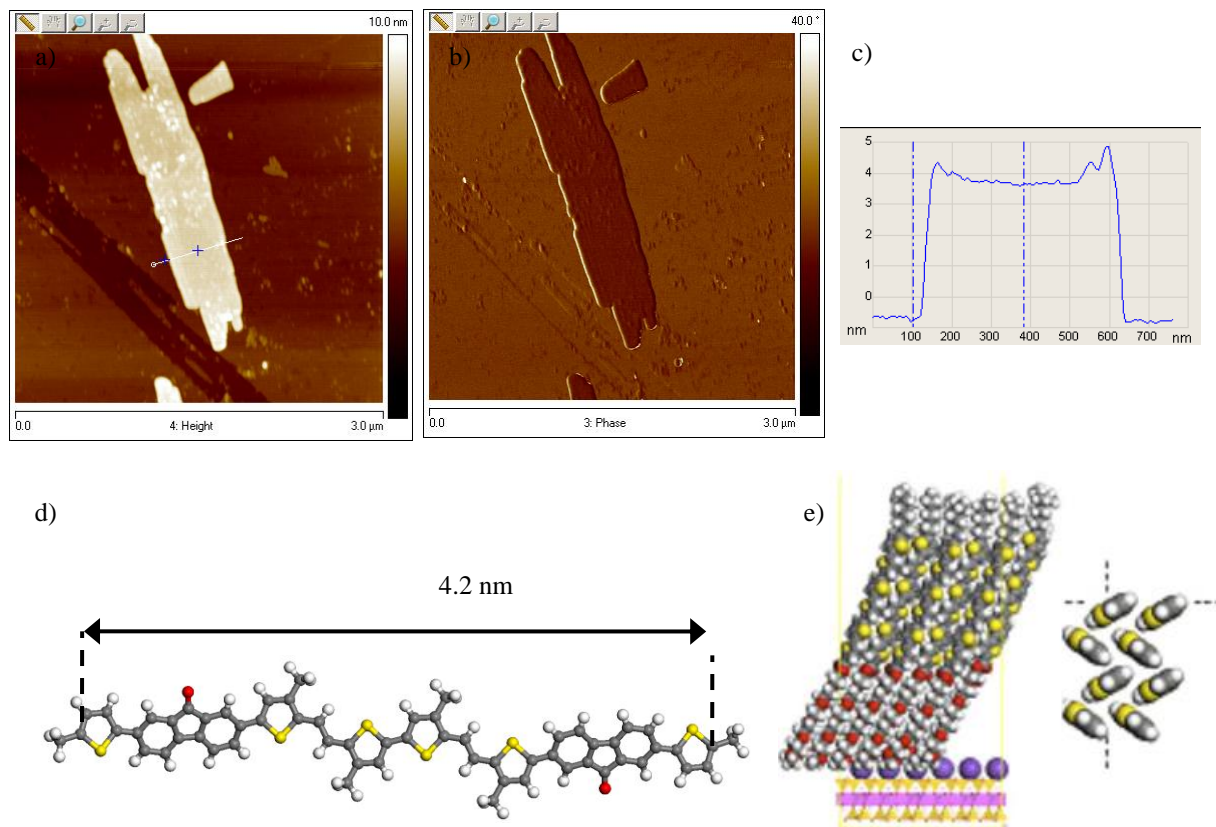 10.0 nm
a)
0.0 4: Height 3.0 µm
40.0 °
b)
0.0 3: Phase 3.0 µm
c)
5
4
3
2
1
0
nm 100 200 300 400 500 600 700 nm
d)
4.2 nm
e)